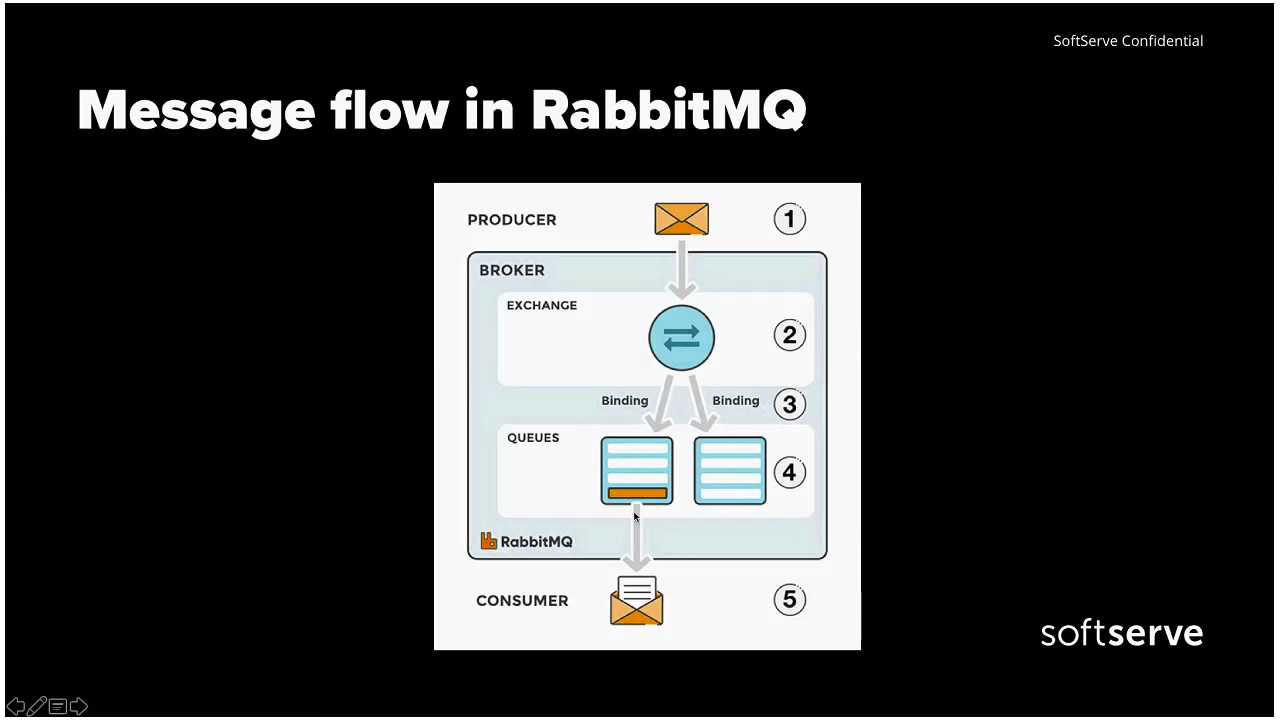 SoftServe Confidential
Message flow in RabbitMQ
PRODUCER
1
BROKER
EXCHANGE
2
Binding Binding
3
QUEUES
4
RabbitMQ
CONSUMER
5
softserve